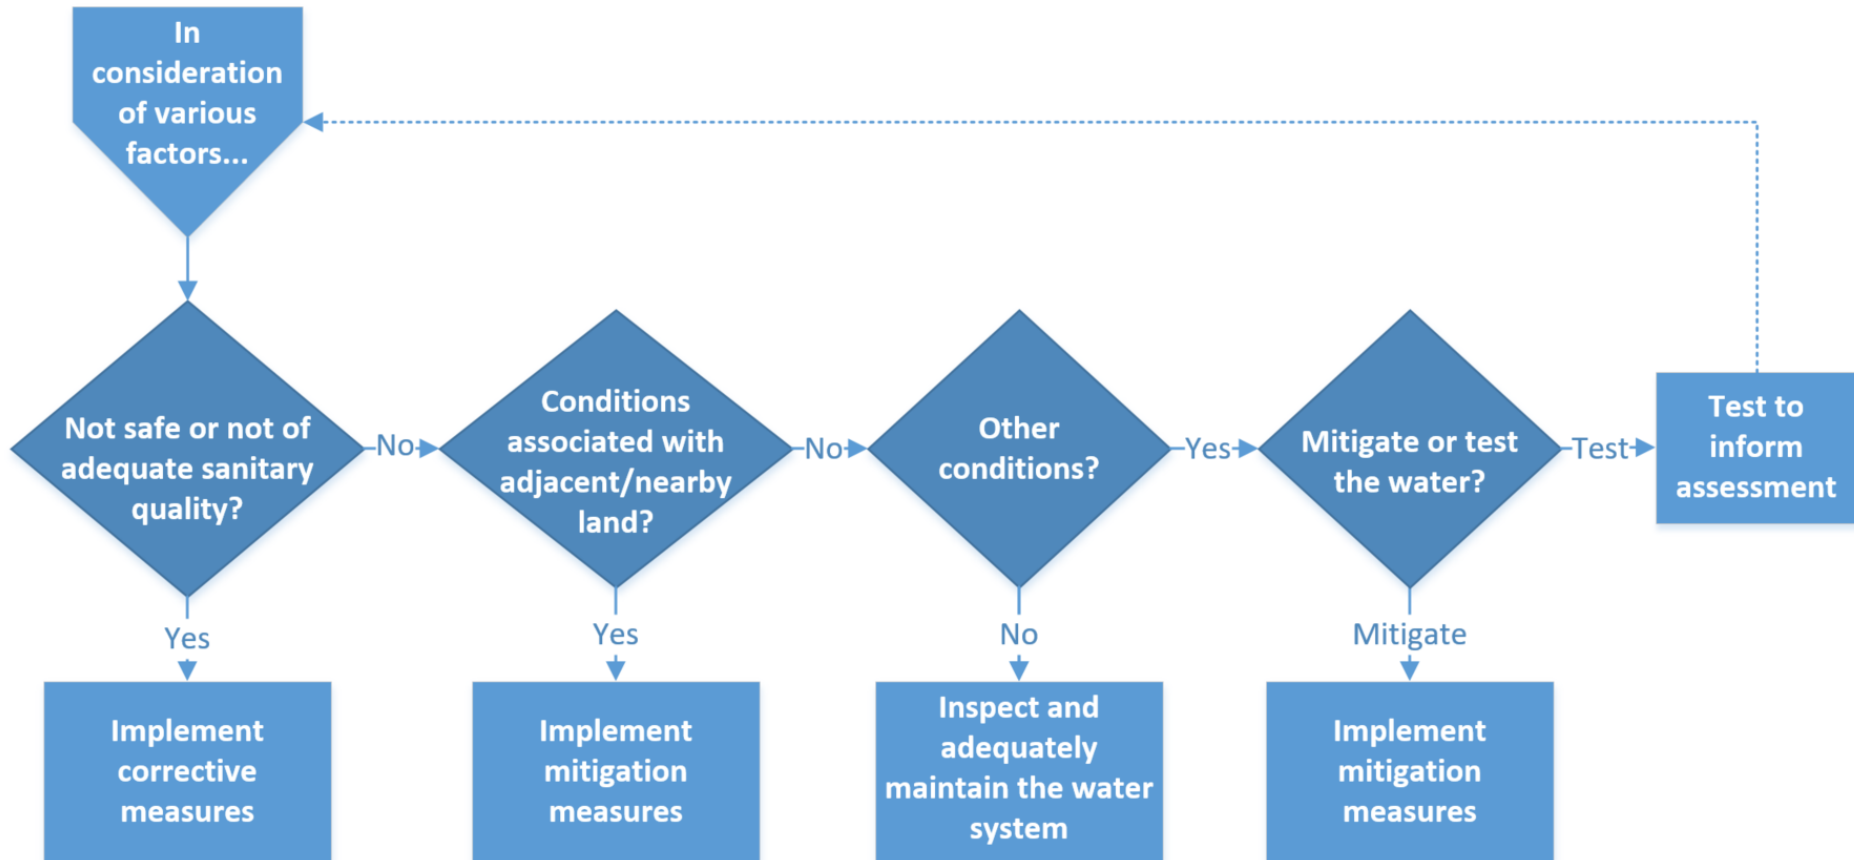 In
consideration
of various
factors...
Not safe or not of
adequate sanitary
quality?
No
Conditions
associated with
adjacent/nearby
land?
No
Other
conditions?
Yes
Mitigate or test
the water?
Test
Test to
inform
assessment
Yes
Yes
No
Mitigate
Implement
corrective
measures
Implement
mitigation
measures
Inspect and
adequately
maintain the water
system
Implement
mitigation
measures